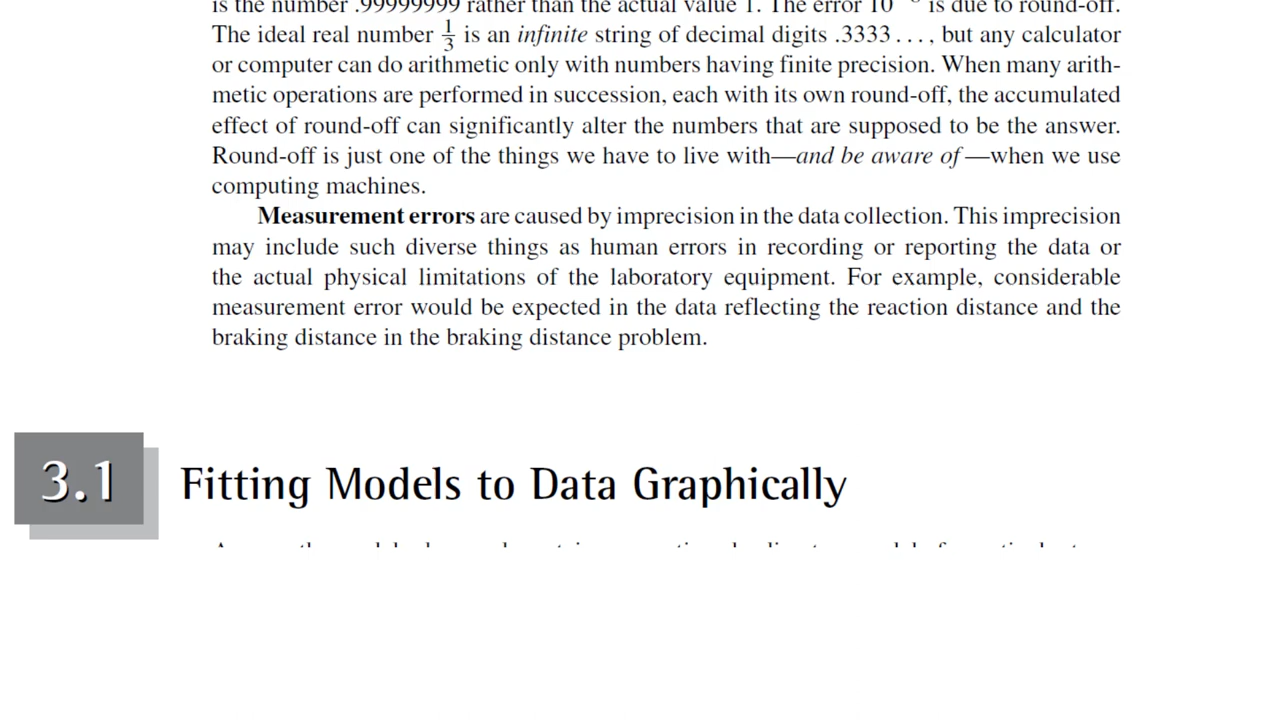 is the number .99999999 rather than the actual value 1. The error 10 is due to round-off.
The ideal real number 1/3 is an infinite string of decimal digits .3333 . . . , but any calculator
or computer can do arithmetic only with numbers having finite precision. When many arith-
metic operations are performed in succession, each with its own round-off, the accumulated
effect of round-off can significantly alter the numbers that are supposed to be the answer.
Round-off is just one of the things we have to live with—and be aware of—when we use
computing machines.
Measurement errors are caused by imprecision in the data collection. This imprecision
may include such diverse things as human errors in recording or reporting the data or
the actual physical limitations of the laboratory equipment. For example, considerable
measurement error would be expected in the data reflecting the reaction distance and the
braking distance in the braking distance problem.
3.1 Fitting Models to Data Graphically